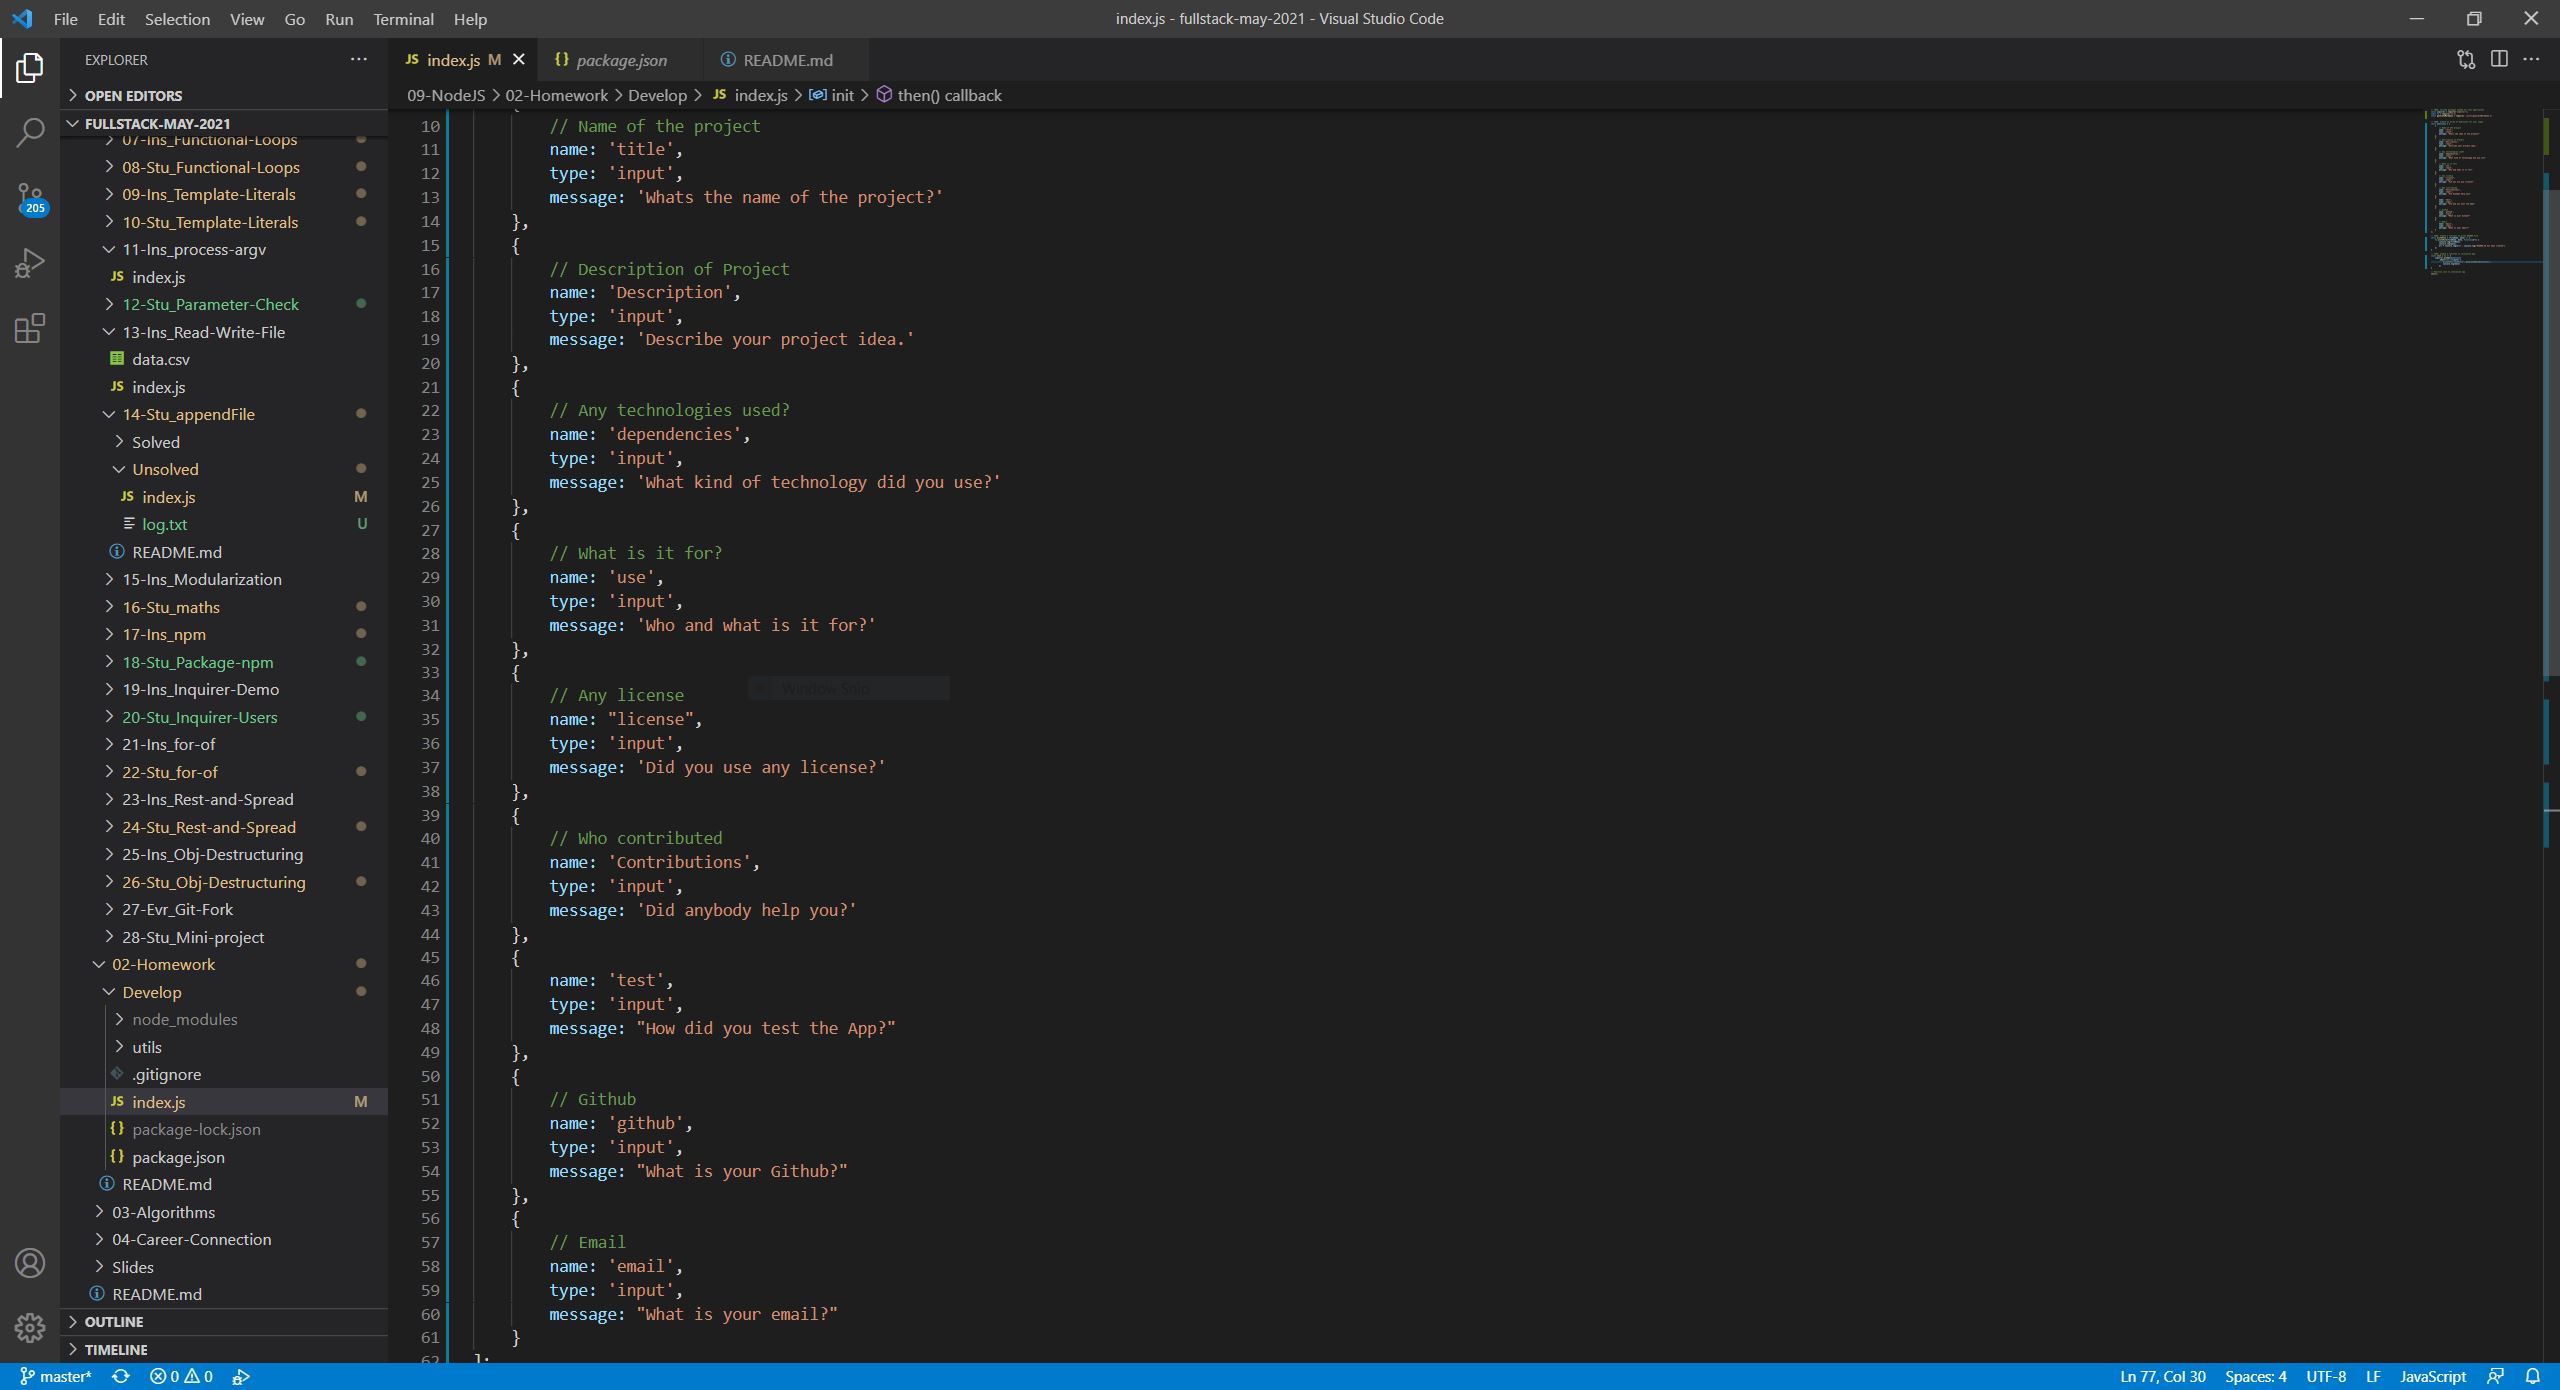 File Edit Selection View Go Run Terminal Help
index.js - fullstack-may-2021 - Visual Studio Code
EXPLORER
OPEN EDITORS
FULLSTACK-MAY-2021
07-Ins_Functional-Loops
08-Stu_Functional-Loops
09-Ins_Template-Literals
10-Stu_Template-Literals
11-Ins_process-argv
JS index.js
12-Stu_Parameter-Check
13-Ins_Read-Write-File
data.csv
JS index.js
14-Stu_appendFile
Solved
Unsolved
JS index.js M
log.txt U
README.md
15-Ins_Modularization
16-Stu_maths
17-Ins_npm
18-Stu_Package-npm
19-Ins_Inquirer-Demo
20-Stu_Inquirer-Users
21-Ins_for-of
22-Stu_for-of
23-Ins_Rest-and-Spread
24-Stu_Rest-and-Spread
25-Ins_Obj-Destructuring
26-Stu_Obj-Destructuring
27-Evr_Git-Fork
28-Stu_Mini-project
02-Homework
Develop
node_modules
utils
.gitignore
JS index.js M
{} package-lock.json
{} package.json
README.md
03-Algorithms
04-Career-Connection
Slides
README.md
OUTLINE
TIMELINE
205
JS index.js M
{} package.json
README.md
09-NodeJS > 02-Homework > Develop > JS index.js > init > then() callback
10 // Name of the project
11 name: 'title',
12 type: 'input',
13 message: 'Whats the name of the project?'
14 },
15 {
16 // Description of Project
17 name: 'Description',
18 type: 'input',
19 message: 'Describe your project idea.'
20 },
21 {
22 // Any technologies used?
23 name: 'dependencies',
24 type: 'input',
25 message: 'What kind of technology did you use?'
26 },
27 {
28 // What is it for?
29 name: 'use',
30 type: 'input',
31 message: 'Who and what is it for?'
32 },
33 {
34 // Any license
Window Snip
35 name: "license",
36 type: 'input',
37 message: 'Did you use any license?'
38 },
39 {
40 // Who contributed
41 name: 'Contributions',
42 type: 'input',
43 message: 'Did anybody help you?'
44 },
45 {
46 name: 'test',
47 type: 'input',
48 message: "How did you test the App?"
49 },
50 {
51 // Github
52 name: 'github',
53 type: 'input',
54 message: "What is your Github?"
55 },
56 {
57 // Email
58 name: 'email',
59 type: 'input',
60 message: "What is your email?"
61 }
62 ];
master* 0 0
Ln 77, Col 30 Spaces: 4 UTF-8 LF JavaScript